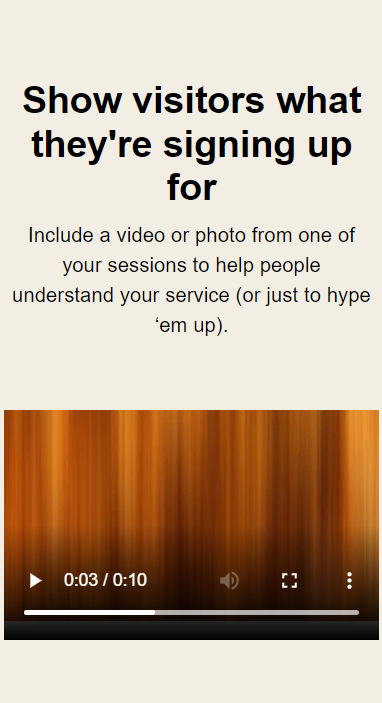 Show visitors what
they're signing up
for
Include a video or photo from one of
your sessions to help people
understand your service (or just to hype
‘em up).
0:03 / 0:10